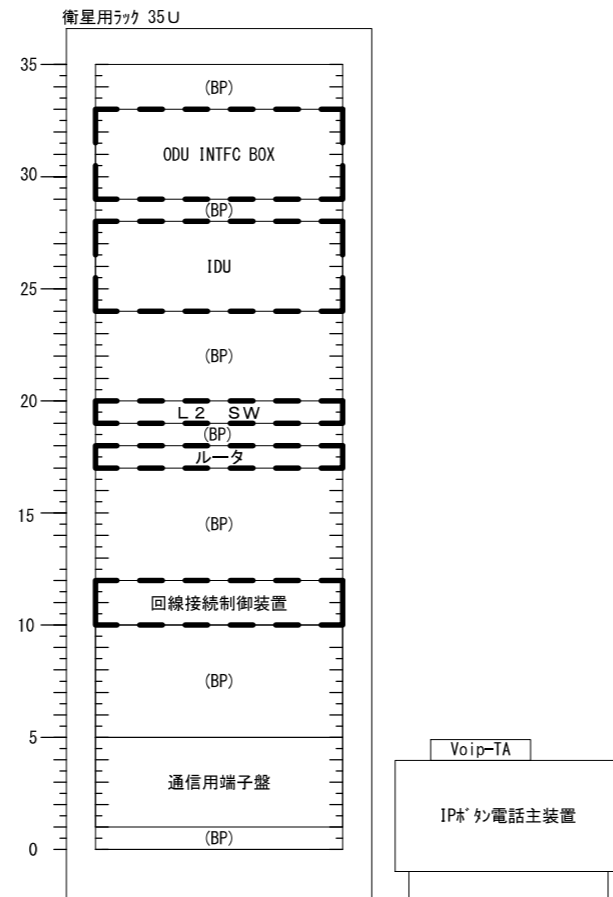 衛星用ﾗｯｸ 35Ｕ
35
(BP)
ODU INTFC BOX
30
(BP)
IDU
25
(BP)
20
Ｌ２　ＳＷ
(BP)
ルータ
15
(BP)
回線接続制御装置
10
(BP)
5
通信用端子盤
(BP)
0
Voip-TA
IPﾎﾞﾀﾝ電話主装置